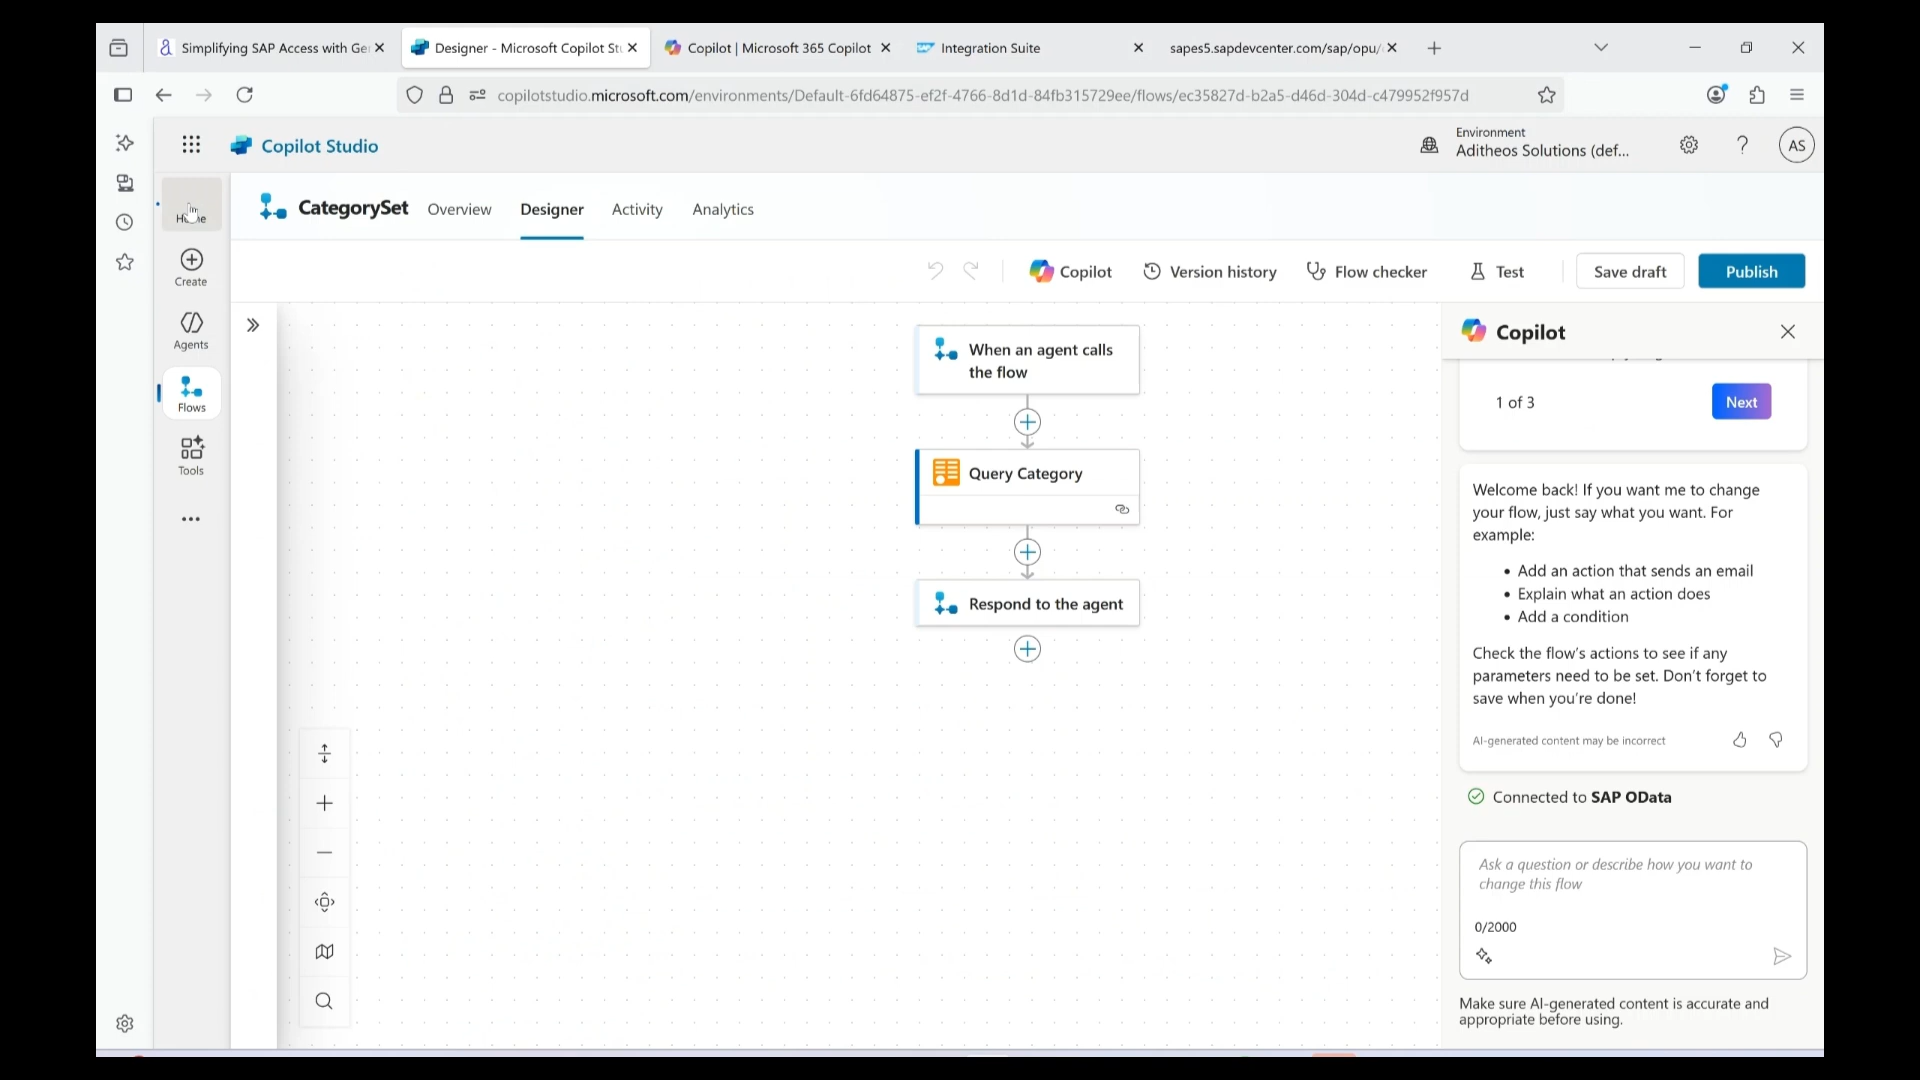 Simplifying SAP Access with Ge
Designer - Microsoft Copilot St
Copilot | Microsoft 365 Copilot
Integration Suite
sapes5.sapdevcenter.com/sap/opu/
copilotstudio.microsoft.com/environments/Default-6fd64875-ef2f-4766-8d1d-84fb315729ee/flows/ec35827d-b2a5-d46d-304d-c479952f957d
Copilot Studio
Environment
Aditheos Solutions (def...
AS
Home
Create
Agents
Flows
Tools
CategorySet
Overview
Designer
Activity
Analytics
Copilot
Version history
Flow checker
Test
Save draft
Publish
When an agent calls
the flow
Query Category
Respond to the agent
Copilot
1 of 3
Next
Welcome back! If you want me to change
your flow, just say what you want. For
example:
• Add an action that sends an email
• Explain what an action does
• Add a condition
Check the flow's actions to see if any
parameters need to be set. Don't forget to
save when you're done!
AI-generated content may be incorrect
Connected to SAP OData
Ask a question or describe how you want to
change this flow
0/2000
Make sure AI-generated content is accurate and
appropriate before using.